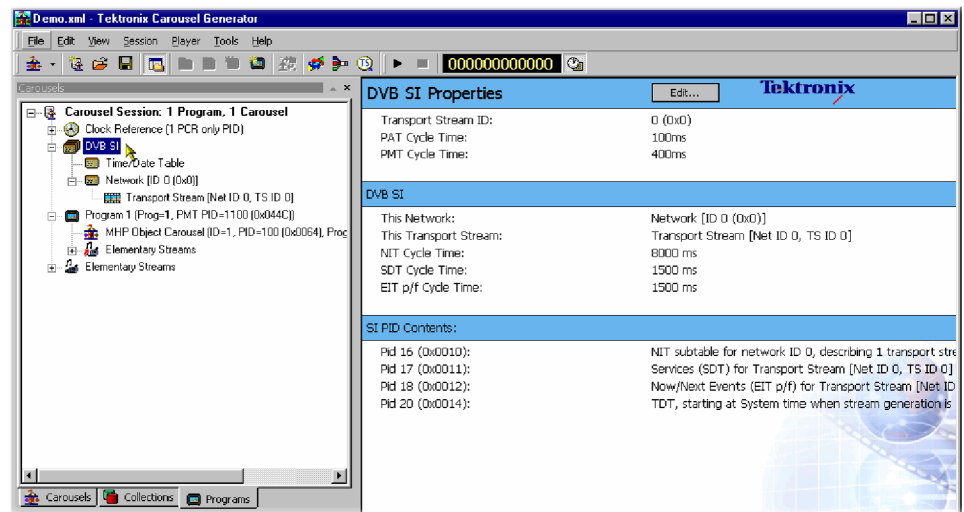 Demo.xml - Tektronix Carousel Generator
File Edit View Session Player Tools Help
TS 000000000000
Carousels
Carousel Session: 1 Program, 1 Carousel
Clock Reference (1 PCR only PID)
DVB SI
Time/Date Table
Network [ID 0 (0x0)]
Transport Stream [Net ID 0, TS ID 0]
Program 1 (Prog=1, PMT PID=1100 (0x044C))
MHP Object Carousel (ID=1, PID=100 (0x0064), Prog
Elementary Streams
Elementary Streams
Carousels Collections Programs
DVB SI Properties Edit... Tektronix
Transport Stream ID: 0 (0x0)
PAT Cycle Time: 100ms
PMT Cycle Time: 400ms
DVB SI
This Network: Network [ID 0 (0x0)]
This Transport Stream: Transport Stream [Net ID 0, TS ID 0]
NIT Cycle Time: 8000 ms
SDT Cycle Time: 1500 ms
EIT p/f Cycle Time: 1500 ms
SI PID Contents:
Pid 16 (0x0010): NIT subtable for network ID 0, describing 1 transport stre
Pid 17 (0x0011): Services (SDT) for Transport Stream [Net ID 0, TS ID 0]
Pid 18 (0x0012): Now/Next Events (EIT p/f) for Transport Stream [Net ID
Pid 20 (0x0014): TDT, starting at System time when stream generation is